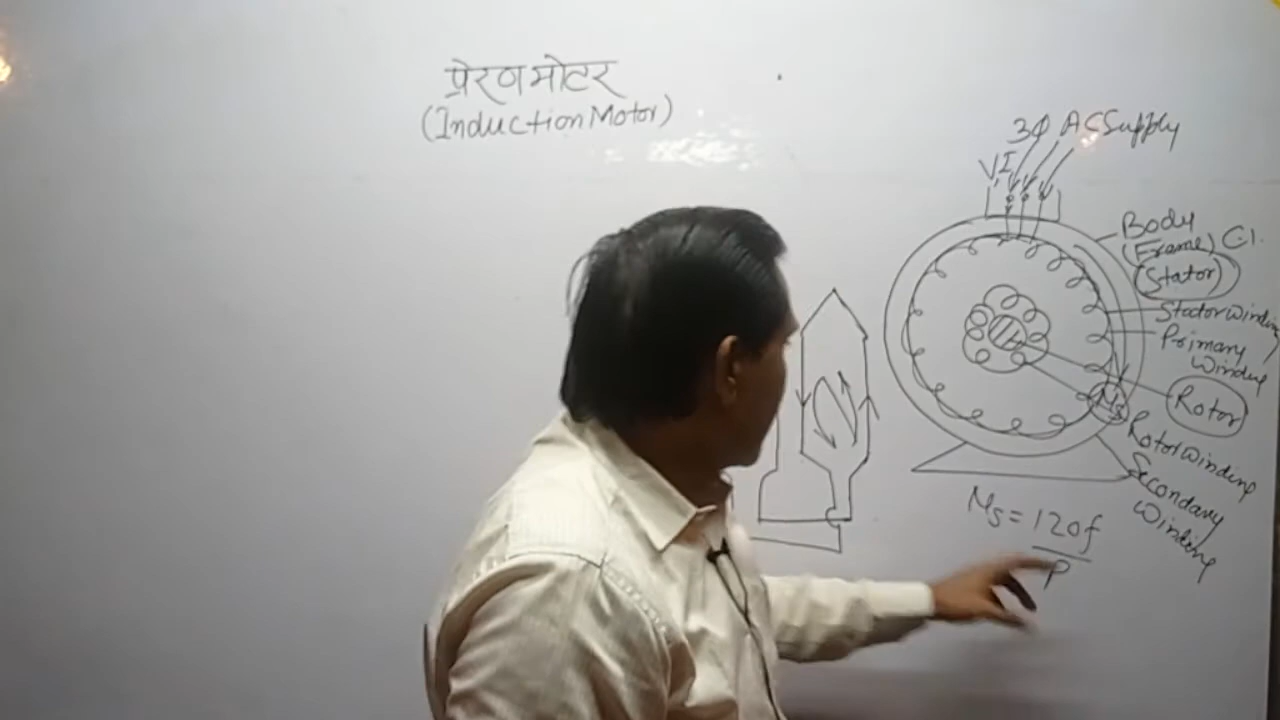 प्रेरण मोटर
(Induction Motor)
3Φ AC Supply
V, I
Body
(Frame) C.I.
(Stator)
Stator winding
Primary
winding
Rotor
Ns
Rotor winding
Secondary
winding
Ns = 120f
P